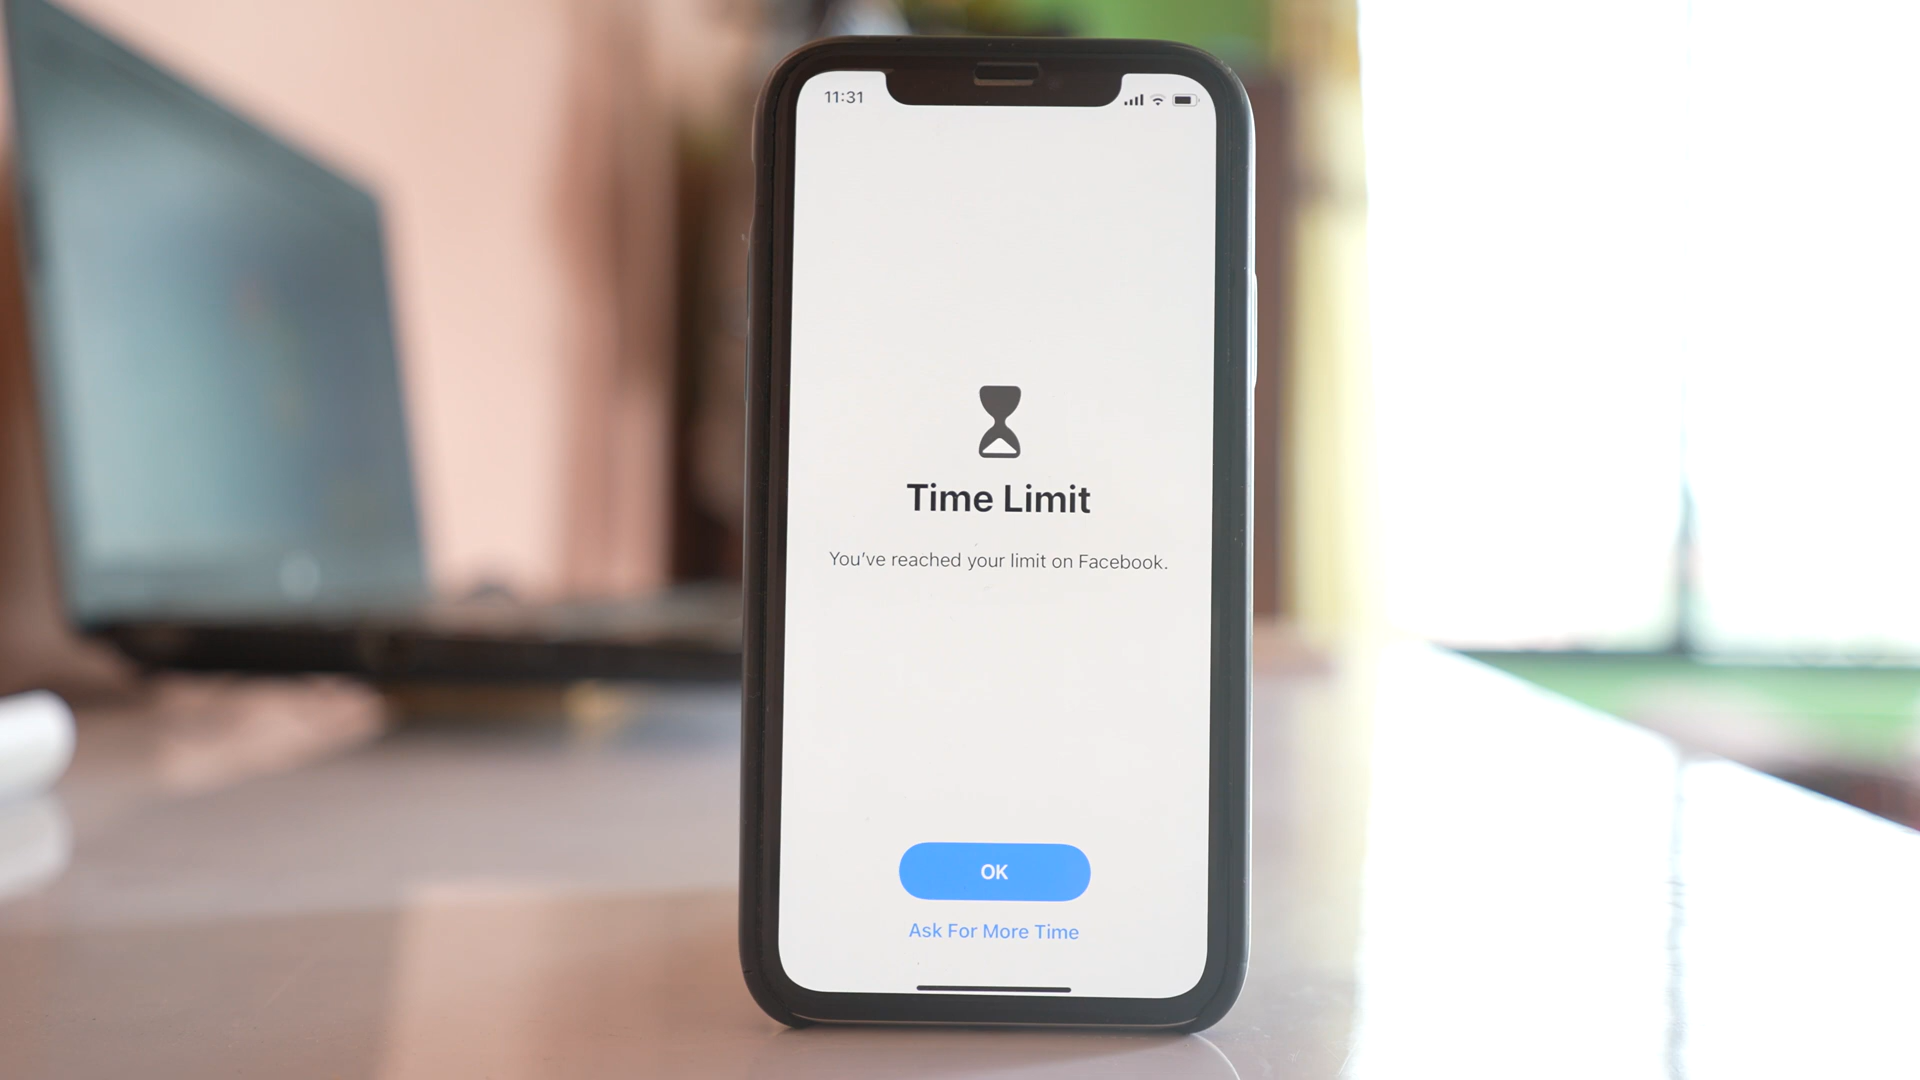 11:31
Time Limit
You've reached your limit on Facebook.
OK
Ask For More Time